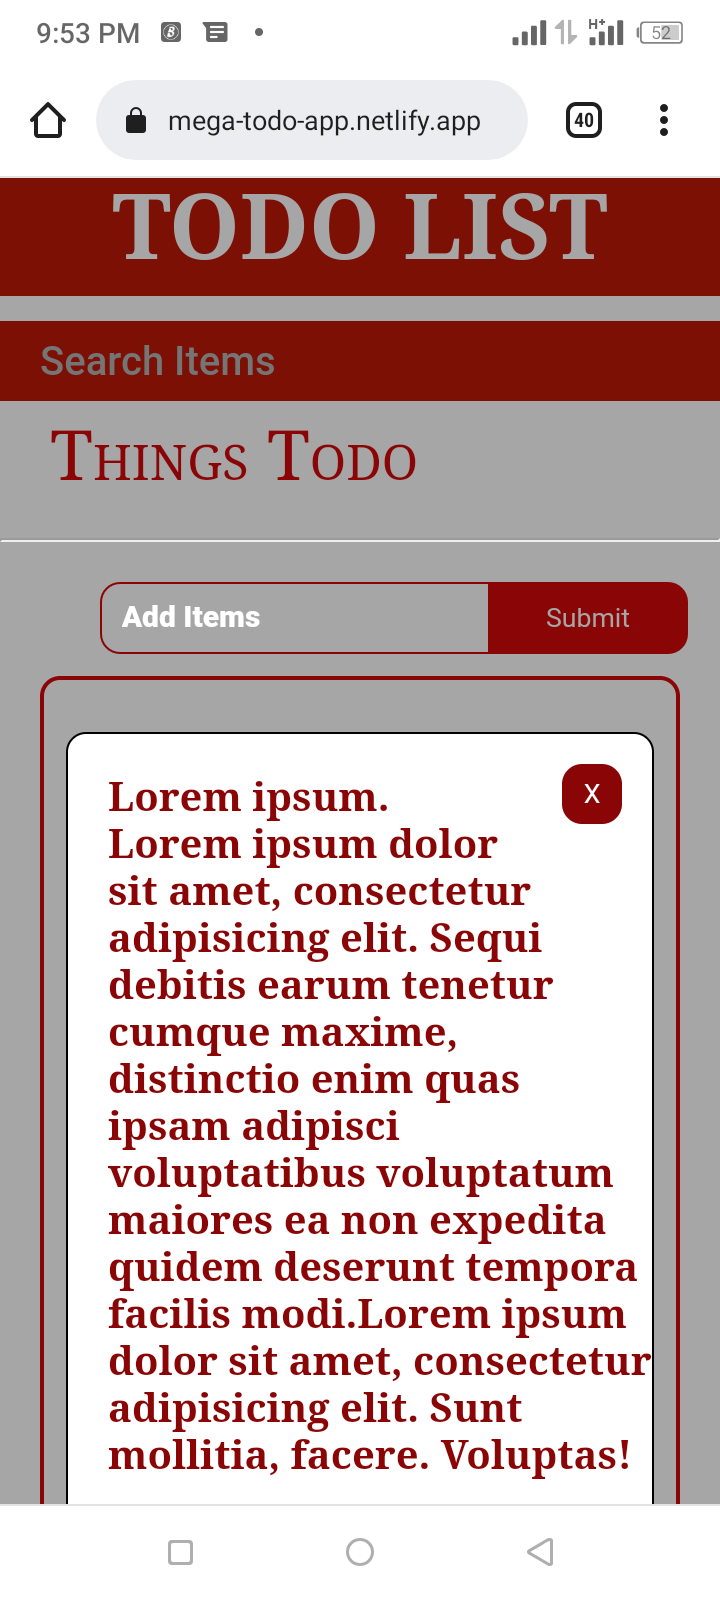 9:53 PM
H+
52
mega-todo-app.netlify.app
40
TODO LIST
Search Items
Things Todo
Add Items
Submit
X
Lorem ipsum.
Lorem ipsum dolor
sit amet, consectetur
adipisicing elit. Sequi
debitis earum tenetur
cumque maxime,
distinctio enim quas
ipsam adipisci
voluptatibus voluptatum
maiores ea non expedita
quidem deserunt tempora
facilis modi.Lorem ipsum
dolor sit amet, consectetur
adipisicing elit. Sunt
mollitia, facere. Voluptas!